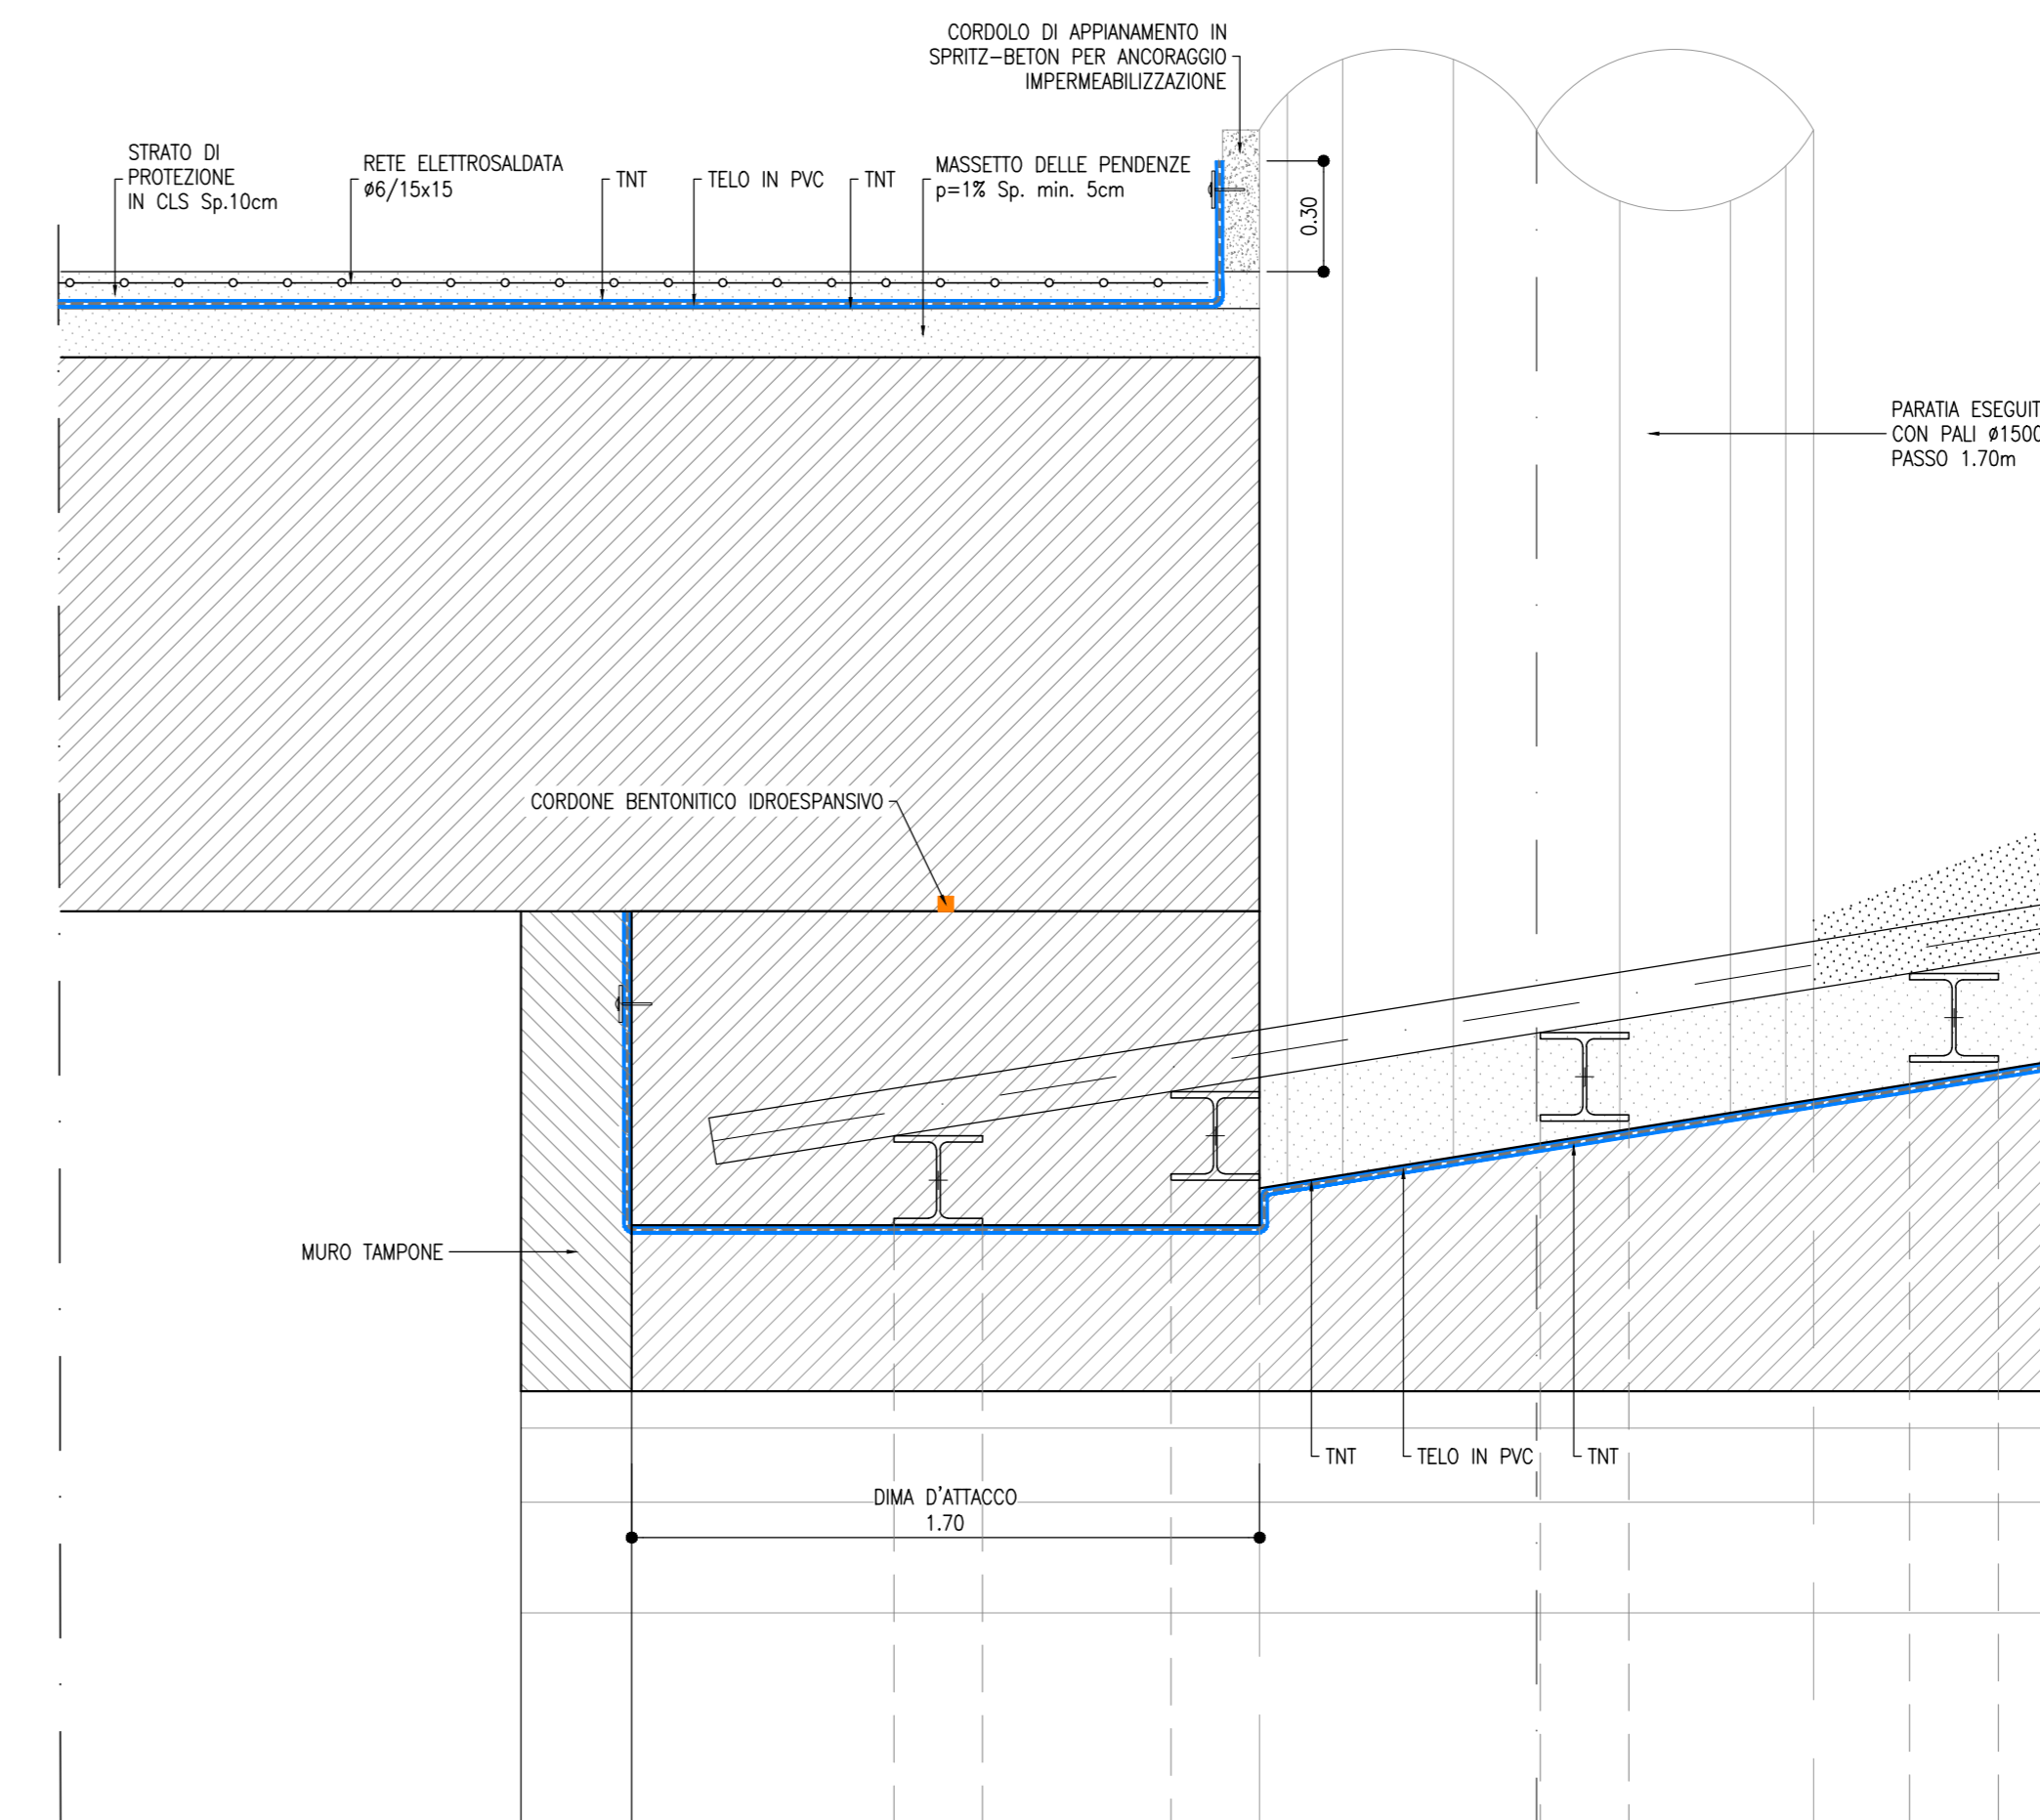 CORDOLO DI APPIANAMENTO IN
SPRITZ-BETON PER ANCORAGGIO
IMPERMEABILIZZAZIONE
STRATO DI
PROTEZIONE
IN CLS Sp.10cm
RETE ELETTROSALDATA
ø6/15x15
TNT
TELO IN PVC
TNT
MASSETTO DELLE PENDENZE
p=1% Sp. min. 5cm
0.30
PARATIA ESEGUIT
CON PALI ø1500
PASSO 1.70m
CORDONE BENTONITICO IDROESPANSIVO
MURO TAMPONE
TNT
TELO IN PVC
TNT
DIMA D'ATTACCO
1.70